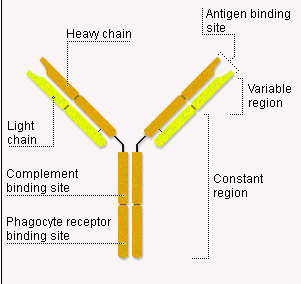 Antigen binding
site
Heavy chain
Variable
region
Light
chain
Complement
binding site
Constant
region
Phagocyte receptor
binding site